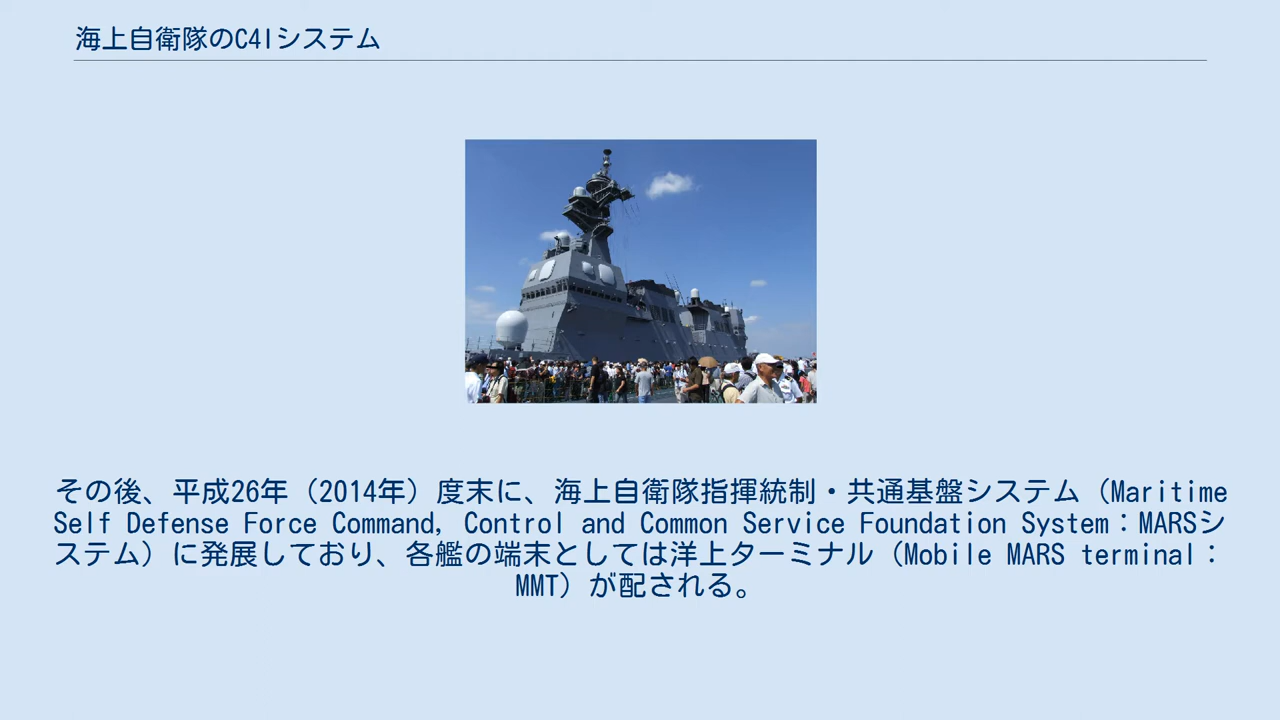 海上自衛隊のC4Iシステム
その後、平成26年（2014年）度末に、海上自衛隊指揮統制・共通基盤システム（Maritime
Self Defense Force Command, Control and Common Service Foundation System：MARSシ
ステム）に発展しており、各艦の端末としては洋上ターミナル（Mobile MARS terminal：
MMT）が配される。